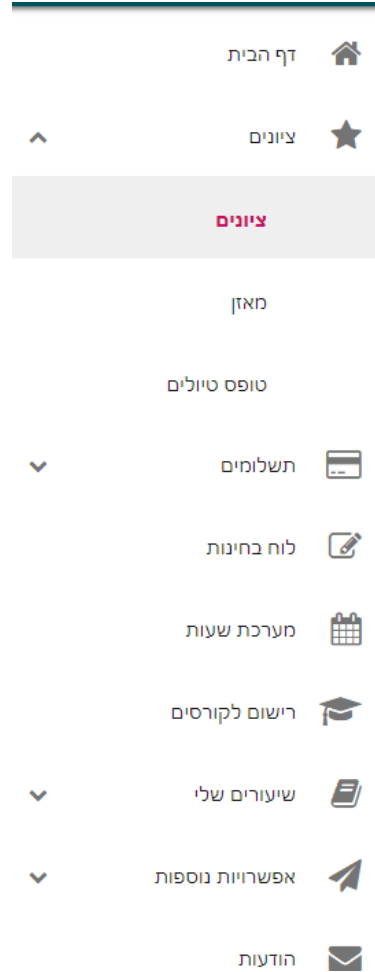 דף הבית
ציונים
ציונים
מאזן
טופס טיולים
תשלומים
לוח בחינות
מערכת שעות
רישום לקורסים
שיעורים שלי
אפשרויות נוספות
הודעות